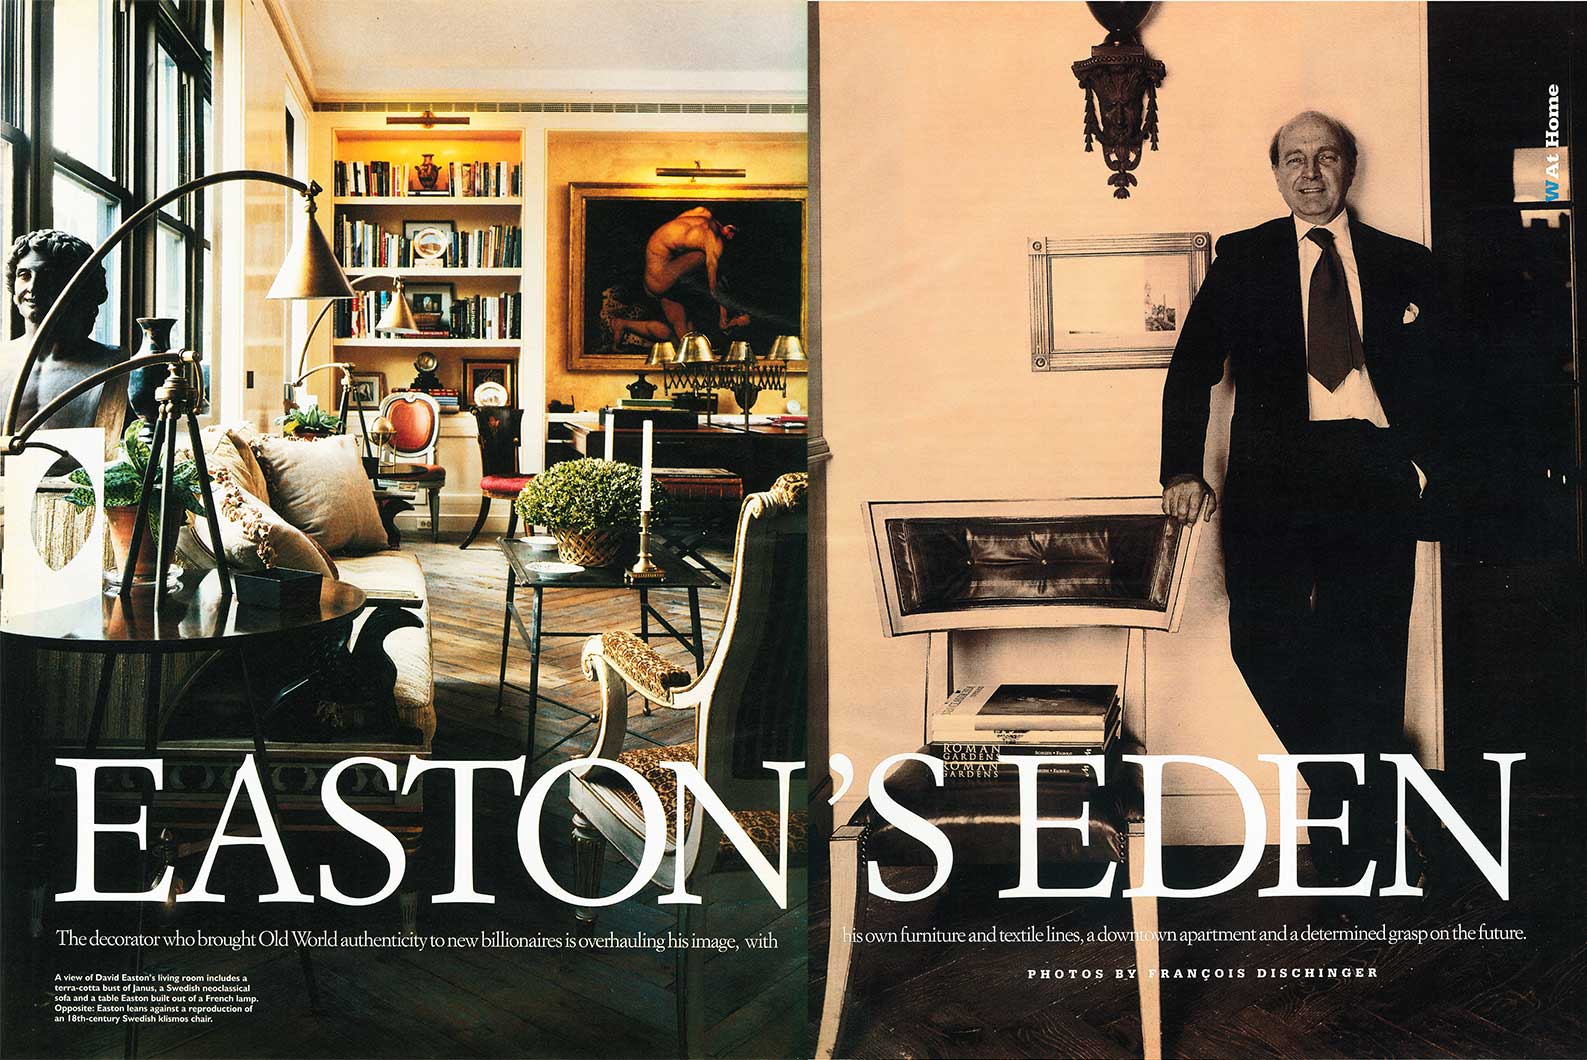 W At Home
ROMAN
GARDENS
ROMAN
GARDENS
EASTON'S EDEN
The decorator who brought Old World authenticity to new billionaires is overhauling his image, with his own furniture and textile lines, a downtown apartment and a determined grasp on the future.
PHOTOS BY FRANÇOIS DISCHINGER
A view of David Easton's living room includes a
terra-cotta bust of Janus, a Swedish neoclassical
sofa and a table Easton built out of a French lamp.
Opposite: Easton leans against a reproduction of
an 18th-century Swedish klismos chair.